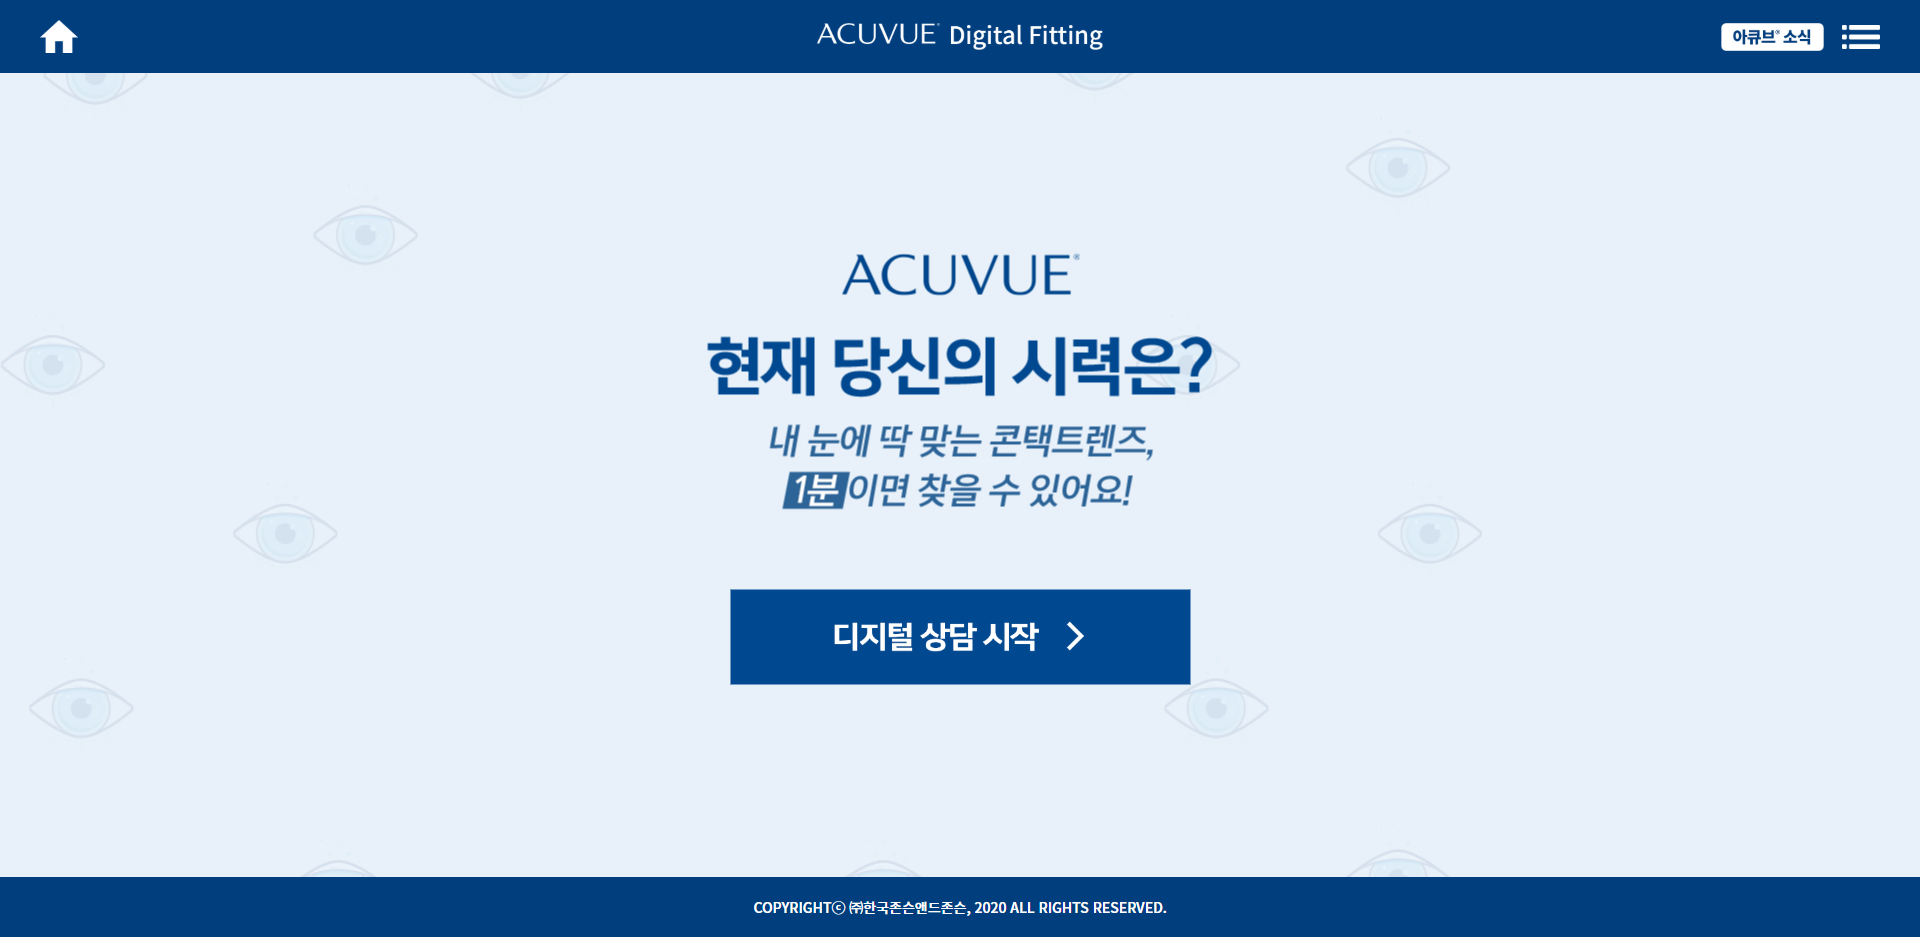 ACUVUE® Digital Fitting
아큐브® 소식
ACUVUE®
현재 당신의 시력은?
내 눈에 딱 맞는 콘택트렌즈,
1분이면 찾을 수 있어요!
디지털 상담 시작
COPYRIGHTⓒ ㈜한국존슨앤드존슨, 2020 ALL RIGHTS RESERVED.